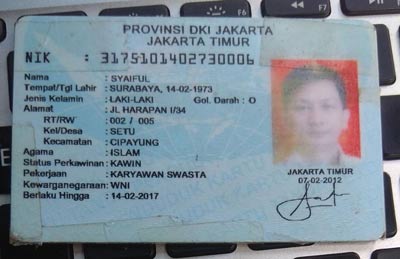 PROVINSI DKI JAKARTA
JAKARTA TIMUR
NIK : 3175101402730006
Nama : SYAIFUL
Tempat/Tgl Lahir : SURABAYA, 14-02-1973
Jenis Kelamin : LAKI-LAKI Gol. Darah : O
Alamat : JL HARAPAN I/34
RT/RW : 002 / 005
Kel/Desa : SETU
Kecamatan : CIPAYUNG
Agama : ISLAM
Status Perkawinan : KAWIN
Pekerjaan : KARYAWAN SWASTA
Kewarganegaraan : WNI
Berlaku Hingga : 14-02-2017
JAKARTA TIMUR
07-02-2012